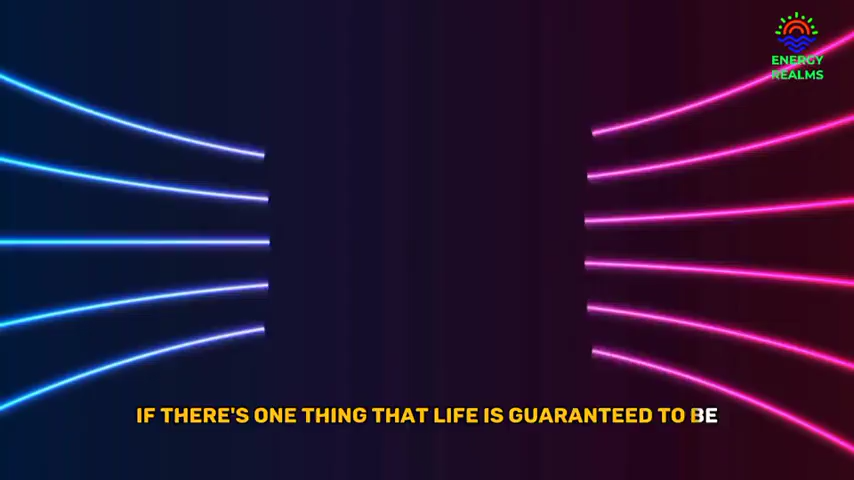 ENERGY
REALMS
IF THERE'S ONE THING THAT LIFE IS GUARANTEED TO BE